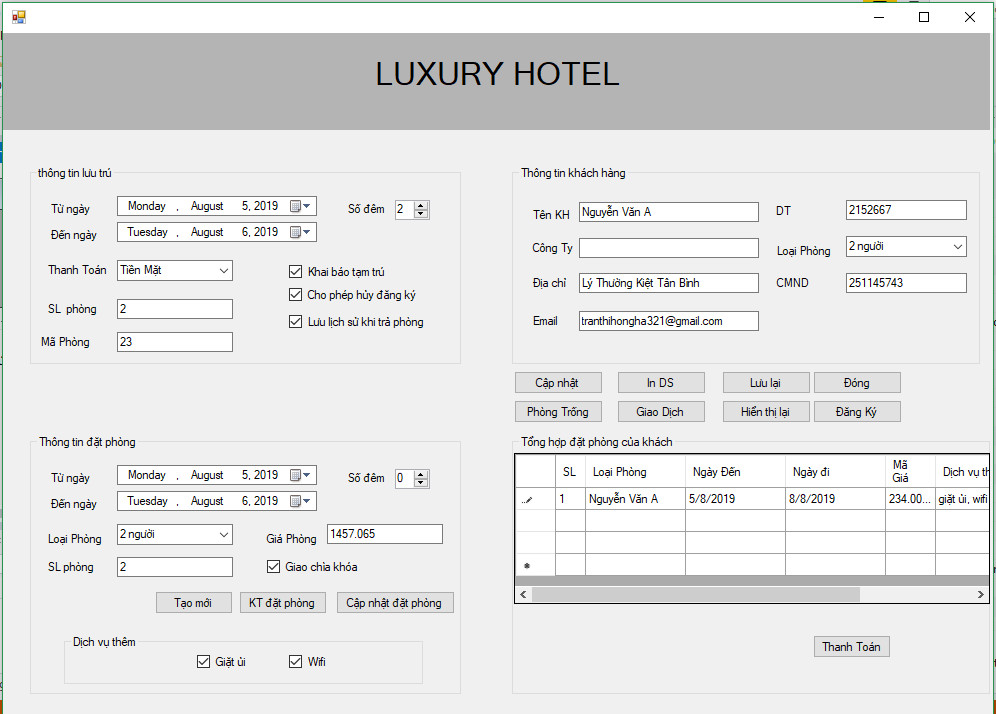 LUXURY HOTEL
thông tin lưu trú
Từ ngày Monday , August 5, 2019 Số đêm 2
Đến ngày Tuesday , August 6, 2019
Thanh Toán Tiền Mặt Khai báo tạm trú
Cho phép hủy đăng ký
SL phòng 2
Lưu lịch sử khi trả phòng
Mã Phòng 23
Thông tin khách hàng
Tên KH Nguyễn Văn A DT 2152667
Công Ty Loại Phòng 2 người
Địa chỉ Lý Thường Kiệt Tân Bình CMND 251145743
Email tranthihongha321@gmail.com
Cập nhật In DS Lưu lại Đóng
Phòng Trống Giao Dịch Hiển thị lại Đăng Ký
Thông tin đặt phòng
Từ ngày Monday , August 5, 2019 Số đêm 0
Đến ngày Tuesday , August 6, 2019
Loại Phòng 2 người Giá Phòng 1457.065
SL phòng 2 Giao chìa khóa
Tạo mới KT đặt phòng Cập nhật đặt phòng
Dịch vụ thêm
Giặt ủi Wifi
Tổng hợp đặt phòng của khách
SL Loại Phòng Ngày Đến Ngày đi Mã Giá Dịch vụ th
1 Nguyễn Văn A 5/8/2019 8/8/2019 234.00... giặt ủi, wifi
Thanh Toán